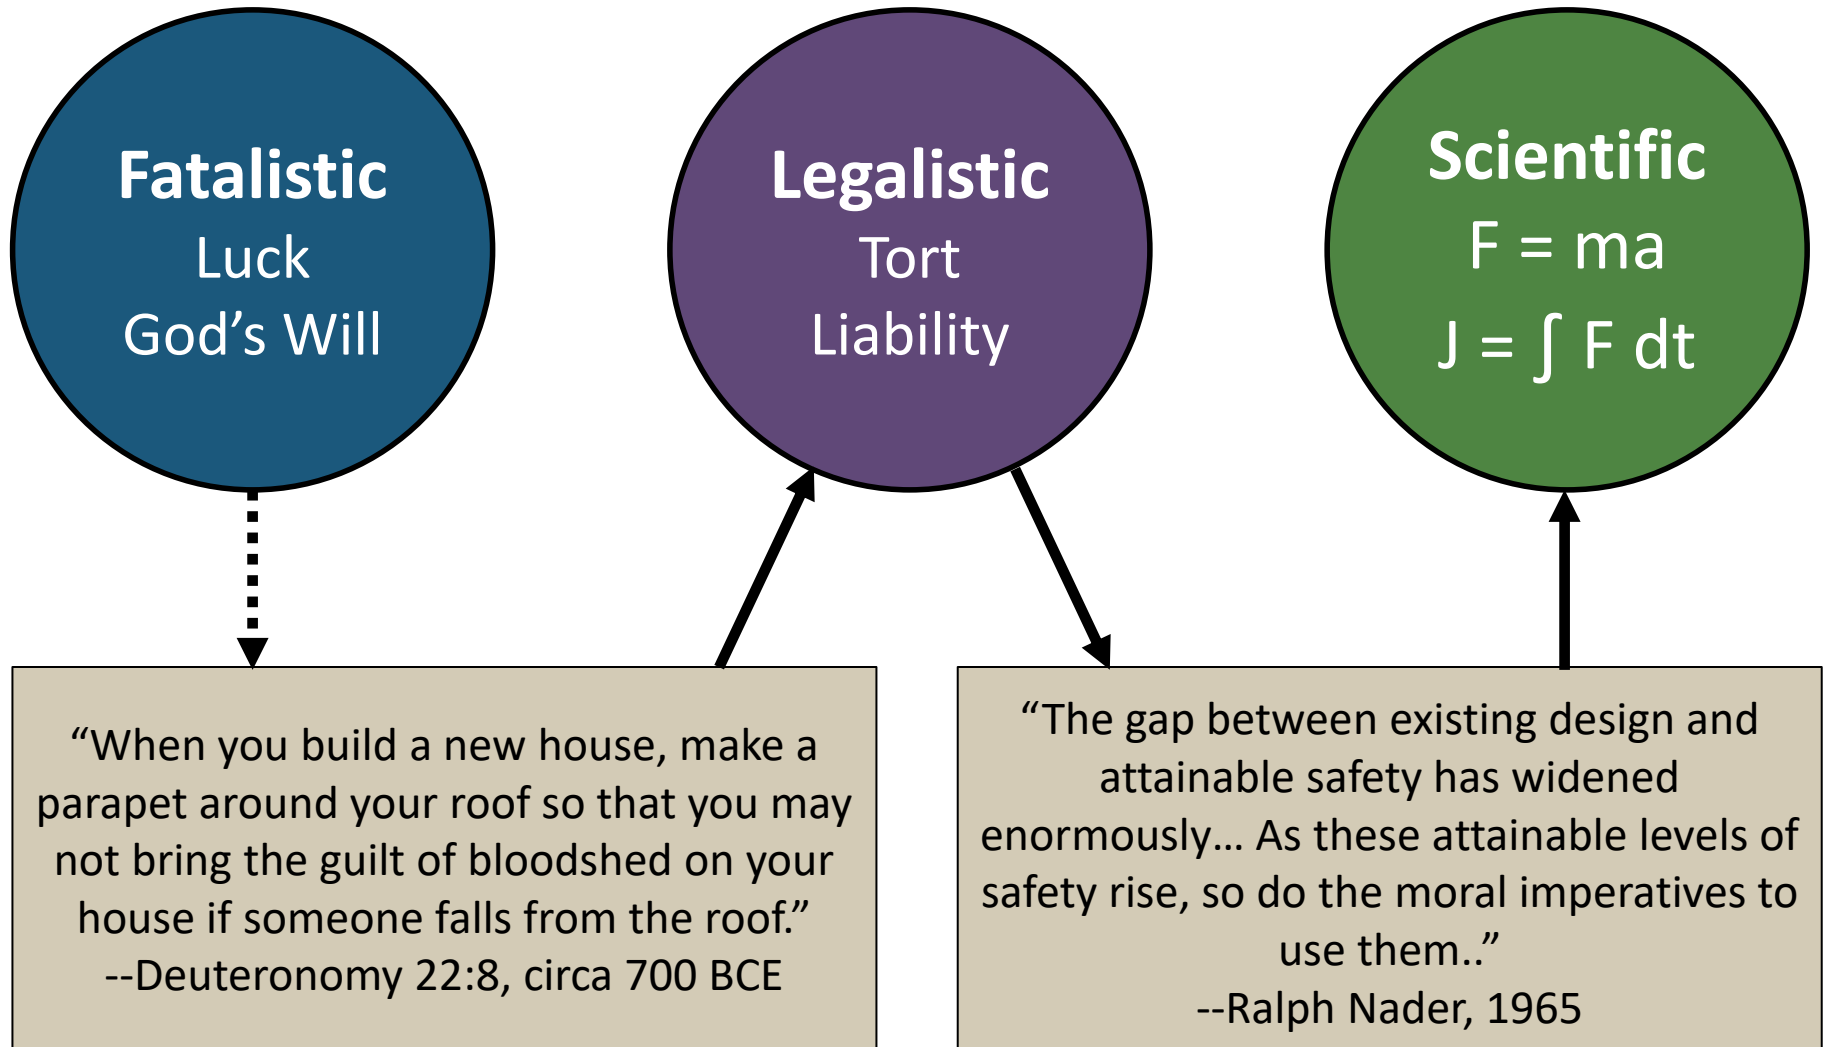 Fatalistic
Luck
God’s Will
Legalistic
Tort
Liability
Scientific
F = ma
J = ∫ F dt
“When you build a new house, make a
parapet around your roof so that you may
not bring the guilt of bloodshed on your
house if someone falls from the roof.”
--Deuteronomy 22:8, circa 700 BCE
“The gap between existing design and
attainable safety has widened
enormously… As these attainable levels of
safety rise, so do the moral imperatives to
use them..”
--Ralph Nader, 1965